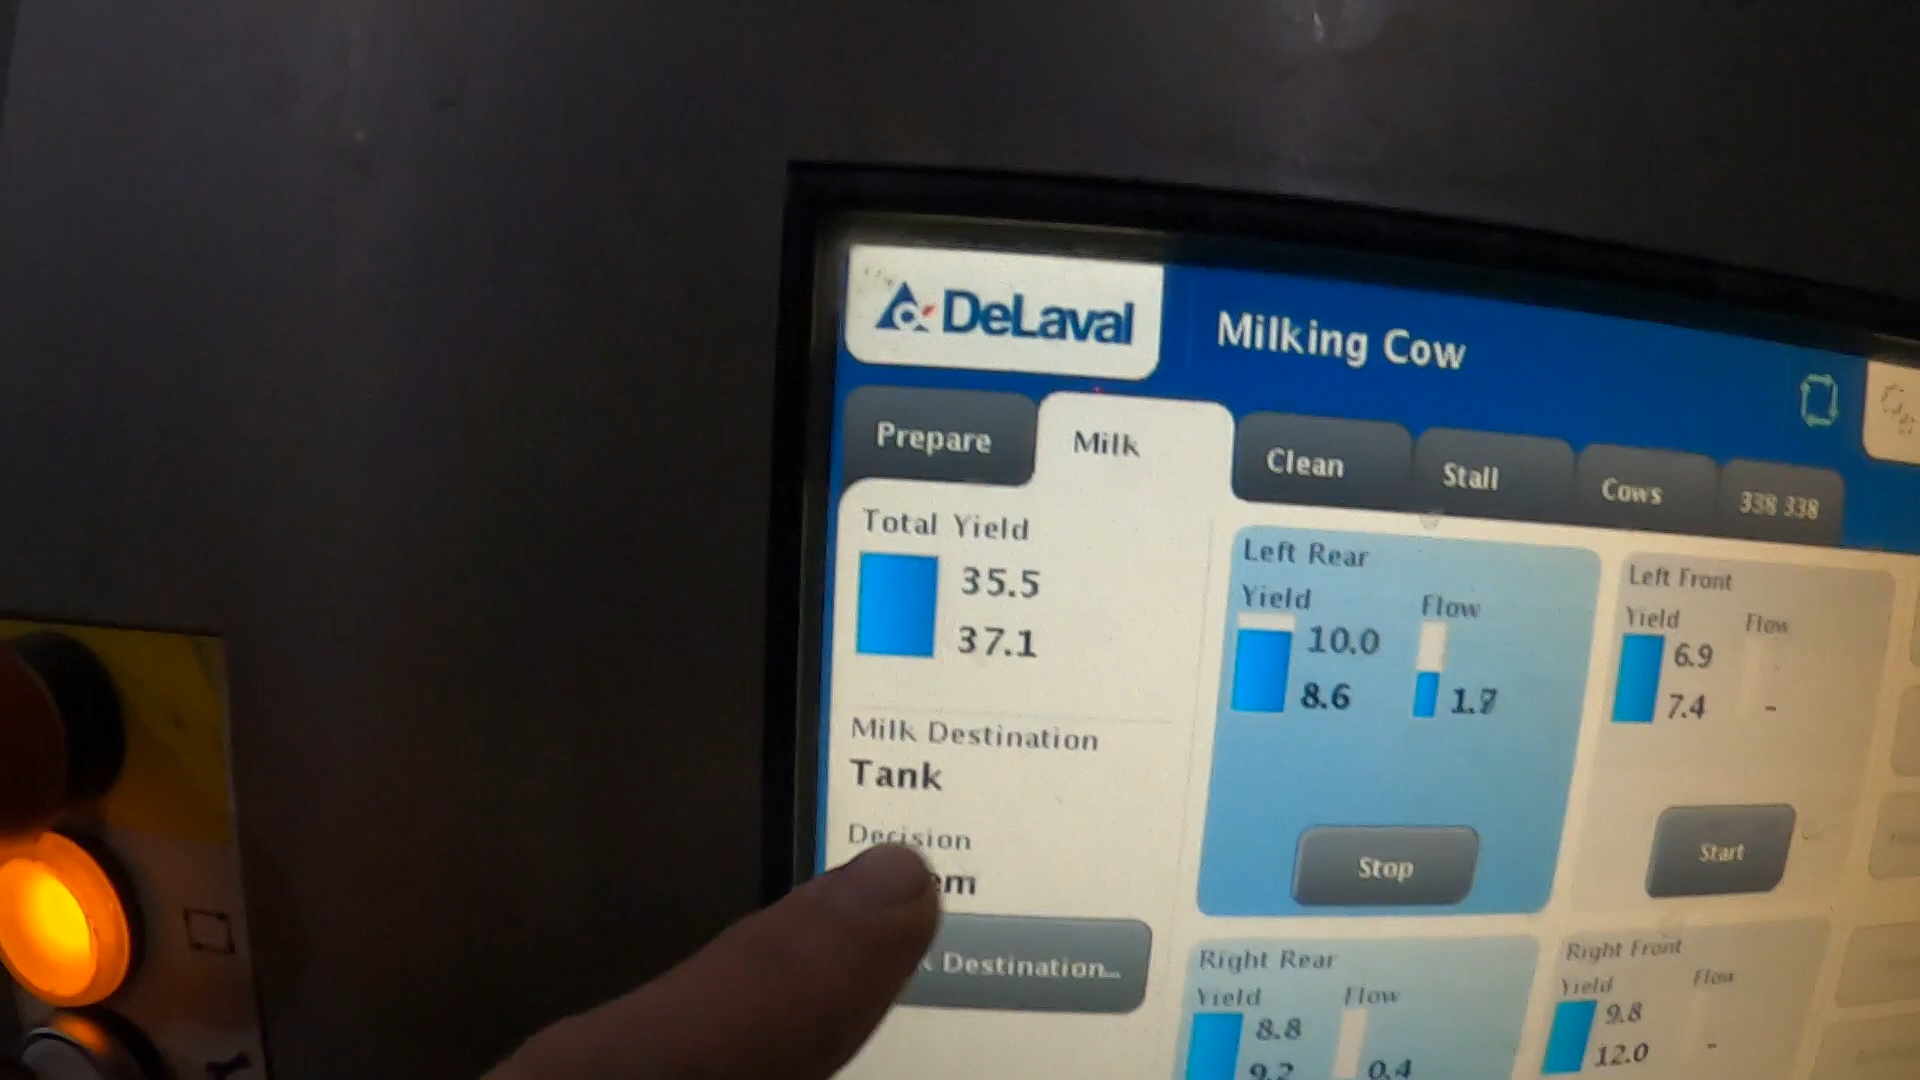 DeLaval
Milking Cow
Prepare
Milk
Clean
Stall
Cows
338 338
Total Yield
35.5
37.1
Milk Destination
Tank
Decision
Destination...
Left Rear
Yield Flow
10.0
8.6 1.7
Stop
Left Front
Yield Flow
6.9
7.4 -
Start
Right Rear
Yield Flow
8.8
9.2 0.4
Right Front
Yield Flow
9.8
12.0 -